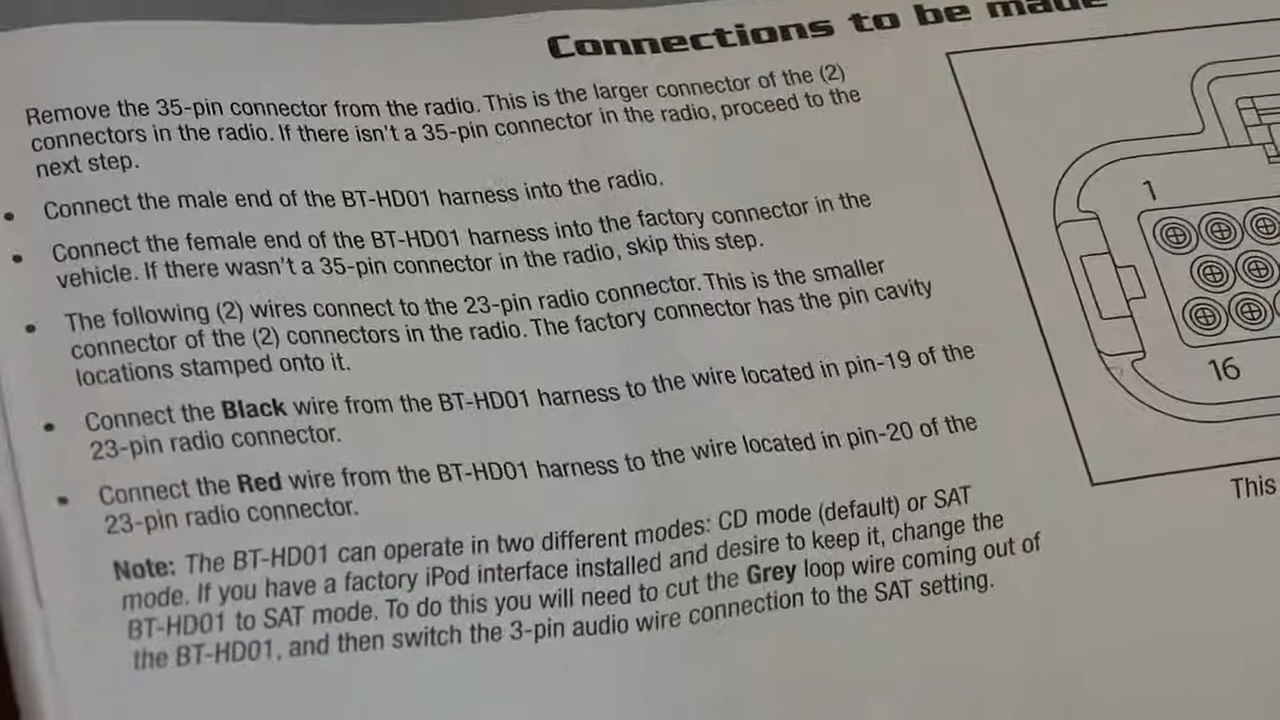 Connections to be made
Remove the 35-pin connector from the radio. This is the larger connector of the (2)
connectors in the radio. If there isn't a 35-pin connector in the radio, proceed to the
next step.
• Connect the male end of the BT-HD01 harness into the radio.
• Connect the female end of the BT-HD01 harness into the factory connector in the
vehicle. If there wasn't a 35-pin connector in the radio, skip this step.
• The following (2) wires connect to the 23-pin radio connector. This is the smaller
connector of the (2) connectors in the radio. The factory connector has the pin cavity
locations stamped onto it.
• Connect the Black wire from the BT-HD01 harness to the wire located in pin-19 of the
23-pin radio connector.
• Connect the Red wire from the BT-HD01 harness to the wire located in pin-20 of the
23-pin radio connector.
Note: The BT-HD01 can operate in two different modes: CD mode (default) or SAT
mode. If you have a factory iPod interface installed and desire to keep it, change the
BT-HD01 to SAT mode. To do this you will need to cut the Grey loop wire coming out of
the BT-HD01, and then switch the 3-pin audio wire connection to the SAT setting.
1
16
This